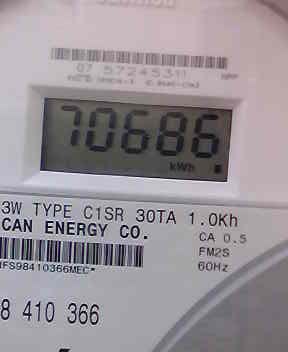 07 57245311
70686
kWh
3W TYPE C1SR 30TA 1.0Kh
CAN ENERGY CO.
CA 0.5
FM2S
60Hz
IFS98410366MEC*
8 410 366